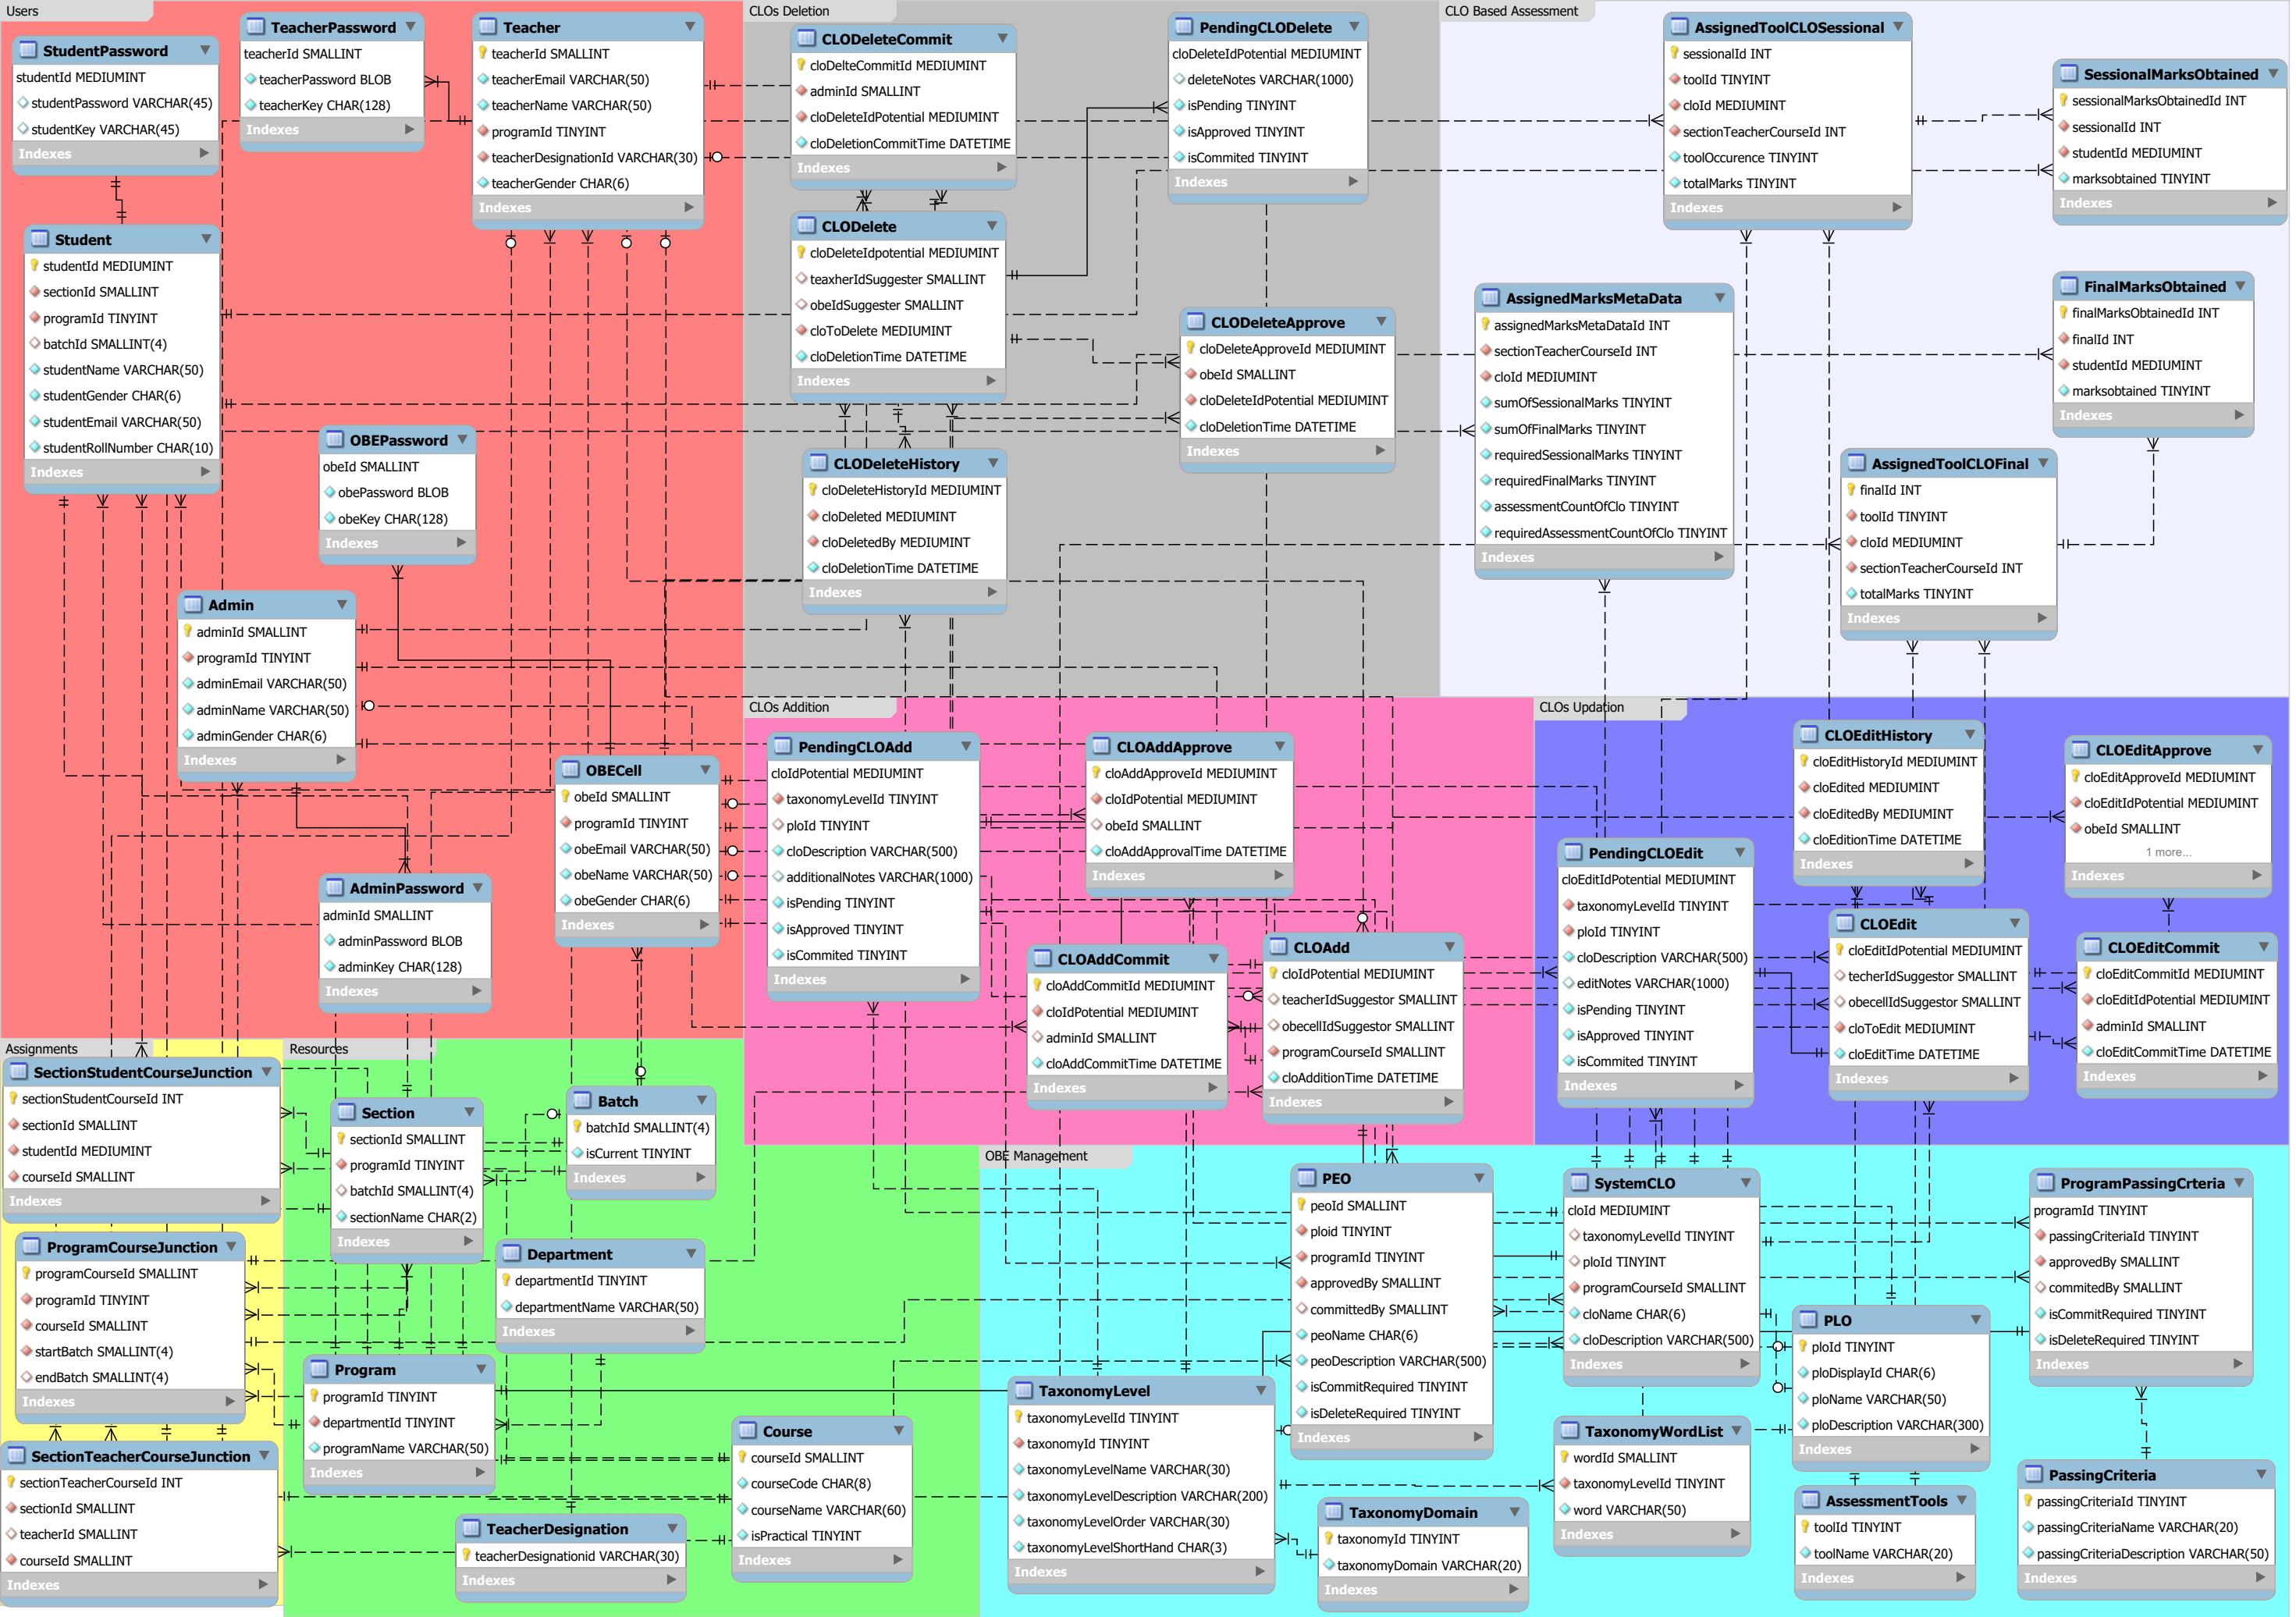 Users
StudentPassword
studentId MEDIUMINT
studentPassword VARCHAR(45)
studentKey VARCHAR(45)
Indexes
TeacherPassword
teacherId SMALLINT
teacherPassword BLOB
teacherKey CHAR(128)
Indexes
Teacher
teacherId SMALLINT
teacherEmail VARCHAR(50)
teacherName VARCHAR(50)
programId TINYINT
teacherDesignationId VARCHAR(30)
teacherGender CHAR(6)
Indexes
Student
studentId MEDIUMINT
sectionId SMALLINT
programId TINYINT
batchId SMALLINT(4)
studentName VARCHAR(50)
studentGender CHAR(6)
studentEmail VARCHAR(50)
studentRollNumber CHAR(10)
Indexes
OBEPassword
obeId SMALLINT
obePassword BLOB
obeKey CHAR(128)
Indexes
Admin
adminId SMALLINT
programId TINYINT
adminEmail VARCHAR(50)
adminName VARCHAR(50)
adminGender CHAR(6)
Indexes
OBECell
obeId SMALLINT
programId TINYINT
obeEmail VARCHAR(50)
obeName VARCHAR(50)
obeGender CHAR(6)
Indexes
AdminPassword
adminId SMALLINT
adminPassword BLOB
adminKey CHAR(128)
Indexes
CLOs Deletion
CLODeleteCommit
cloDelteCommitId MEDIUMINT
adminId SMALLINT
cloDeleteIdPotential MEDIUMINT
cloDeletionCommitTime DATETIME
Indexes
PendingCLODelete
cloDeleteIdPotential MEDIUMINT
deleteNotes VARCHAR(1000)
isPending TINYINT
isApproved TINYINT
isCommited TINYINT
Indexes
CLODelete
cloDeleteIdpotential MEDIUMINT
teaxherIdSuggester SMALLINT
obeIdSuggester SMALLINT
cloToDelete MEDIUMINT
cloDeletionTime DATETIME
Indexes
CLODeleteApprove
cloDeleteApproveId MEDIUMINT
obeId SMALLINT
cloDeleteIdPotential MEDIUMINT
cloDeletionTime DATETIME
Indexes
CLODeleteHistory
cloDeleteHistoryId MEDIUMINT
cloDeleted MEDIUMINT
cloDeletedBy MEDIUMINT
cloDeletionTime DATETIME
Indexes
CLO Based Assessment
AssignedToolCLOSessional
sessionalId INT
toolId TINYINT
cloId MEDIUMINT
sectionTeacherCourseId INT
toolOccurence TINYINT
totalMarks TINYINT
Indexes
SessionalMarksObtained
sessionalMarksObtainedId INT
sessionalId INT
studentId MEDIUMINT
marksobtained TINYINT
Indexes
AssignedMarksMetaData
assignedMarksMetaDataId INT
sectionTeacherCourseId INT
cloId MEDIUMINT
sumOfSessionalMarks TINYINT
sumOfFinalMarks TINYINT
requiredSessionalMarks TINYINT
requiredFinalMarks TINYINT
assessmentCountOfClo TINYINT
requiredAssessmentCountOfClo TINYINT
Indexes
FinalMarksObtained
finalMarksObtainedId INT
finalId INT
studentId MEDIUMINT
marksobtained TINYINT
Indexes
AssignedToolCLOFinal
finalId INT
toolId TINYINT
cloId MEDIUMINT
sectionTeacherCourseId INT
totalMarks TINYINT
Indexes
CLOs Addition
PendingCLOAdd
cloIdPotential MEDIUMINT
taxonomyLevelId TINYINT
ploId TINYINT
cloDescription VARCHAR(500)
additionalNotes VARCHAR(1000)
isPending TINYINT
isApproved TINYINT
isCommited TINYINT
Indexes
CLOAddApprove
cloAddApproveId MEDIUMINT
cloIdPotential MEDIUMINT
obeId SMALLINT
cloAddApprovalTime DATETIME
Indexes
CLOAddCommit
cloAddCommitId MEDIUMINT
cloIdPotential MEDIUMINT
adminId SMALLINT
cloAddCommitTime DATETIME
Indexes
CLOAdd
cloIdPotential MEDIUMINT
teacherIdSuggestor SMALLINT
obecellIdSuggestor SMALLINT
programCourseId SMALLINT
cloAdditionTime DATETIME
Indexes
CLOs Updation
CLOEditHistory
cloEditHistoryId MEDIUMINT
cloEdited MEDIUMINT
cloEditedBy MEDIUMINT
cloEditionTime DATETIME
Indexes
CLOEditApprove
cloEditApproveId MEDIUMINT
cloEditIdPotential MEDIUMINT
obeId SMALLINT
1 more...
Indexes
PendingCLOEdit
cloEditIdPotential MEDIUMINT
taxonomyLevelId TINYINT
ploId TINYINT
cloDescription VARCHAR(500)
editNotes VARCHAR(1000)
isPending TINYINT
isApproved TINYINT
isCommited TINYINT
Indexes
CLOEdit
cloEditIdPotential MEDIUMINT
techerIdSuggestor SMALLINT
obecellIdSuggestor SMALLINT
cloToEdit MEDIUMINT
cloEditTime DATETIME
Indexes
CLOEditCommit
cloEditCommitId MEDIUMINT
cloEditIdPotential MEDIUMINT
adminId SMALLINT
cloEditCommitTime DATETIME
Indexes
Assignments
SectionStudentCourseJunction
sectionStudentCourseId INT
sectionId SMALLINT
studentId MEDIUMINT
courseId SMALLINT
Indexes
ProgramCourseJunction
programCourseId SMALLINT
programId TINYINT
courseId SMALLINT
startBatch SMALLINT(4)
endBatch SMALLINT(4)
Indexes
SectionTeacherCourseJunction
sectionTeacherCourseId INT
sectionId SMALLINT
teacherId SMALLINT
courseId SMALLINT
Indexes
Resources
Section
sectionId SMALLINT
programId TINYINT
batchId SMALLINT(4)
sectionName CHAR(2)
Indexes
Batch
batchId SMALLINT(4)
isCurrent TINYINT
Indexes
Department
departmentId TINYINT
departmentName VARCHAR(50)
Indexes
Program
programId TINYINT
departmentId TINYINT
programName VARCHAR(50)
Indexes
Course
courseId SMALLINT
courseCode CHAR(8)
courseName VARCHAR(60)
isPractical TINYINT
Indexes
TeacherDesignation
teacherDesignationid VARCHAR(30)
Indexes
OBE Management
PEO
peoId SMALLINT
ploid TINYINT
programId TINYINT
approvedBy SMALLINT
committedBy SMALLINT
peoName CHAR(6)
peoDescription VARCHAR(500)
isCommitRequired TINYINT
isDeleteRequired TINYINT
Indexes
SystemCLO
cloId MEDIUMINT
taxonomyLevelId TINYINT
ploId TINYINT
programCourseId SMALLINT
cloName CHAR(6)
cloDescription VARCHAR(500)
Indexes
ProgramPassingCrteria
programId TINYINT
passingCriteriaId TINYINT
approvedBy SMALLINT
commitedBy SMALLINT
isCommitRequired TINYINT
isDeleteRequired TINYINT
Indexes
PLO
ploId TINYINT
ploDisplayId CHAR(6)
ploName VARCHAR(50)
ploDescription VARCHAR(300)
Indexes
TaxonomyLevel
taxonomyLevelId TINYINT
taxonomyId TINYINT
taxonomyLevelName VARCHAR(30)
taxonomyLevelDescription VARCHAR(200)
taxonomyLevelOrder VARCHAR(30)
taxonomyLevelShortHand CHAR(3)
Indexes
TaxonomyWordList
wordId SMALLINT
taxonomyLevelId TINYINT
word VARCHAR(50)
Indexes
TaxonomyDomain
taxonomyId TINYINT
taxonomyDomain VARCHAR(20)
Indexes
AssessmentTools
toolId TINYINT
toolName VARCHAR(20)
Indexes
PassingCriteria
passingCriteriaId TINYINT
passingCriteriaName VARCHAR(20)
passingCriteriaDescription VARCHAR(50)
Indexes